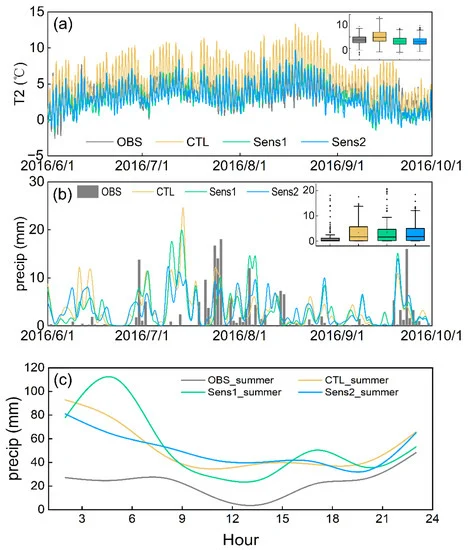 (a)
15
10
5
0
−5
T2 (℃)
10
0
OBS CTL Sens1 Sens2
2016/6/1 2016/7/1 2016/8/1 2016/9/1 2016/10/1
(b)
30
20
10
0
precip (mm)
OBS CTL Sens1 Sens2
20
10
0
2016/6/1 2016/7/1 2016/8/1 2016/9/1 2016/10/1
(c)
120
100
80
60
40
20
0
precip (mm)
OBS_summer CTL_summer
Sens1_summer Sens2_summer
3 6 9 12 15 18 21 24
Hour